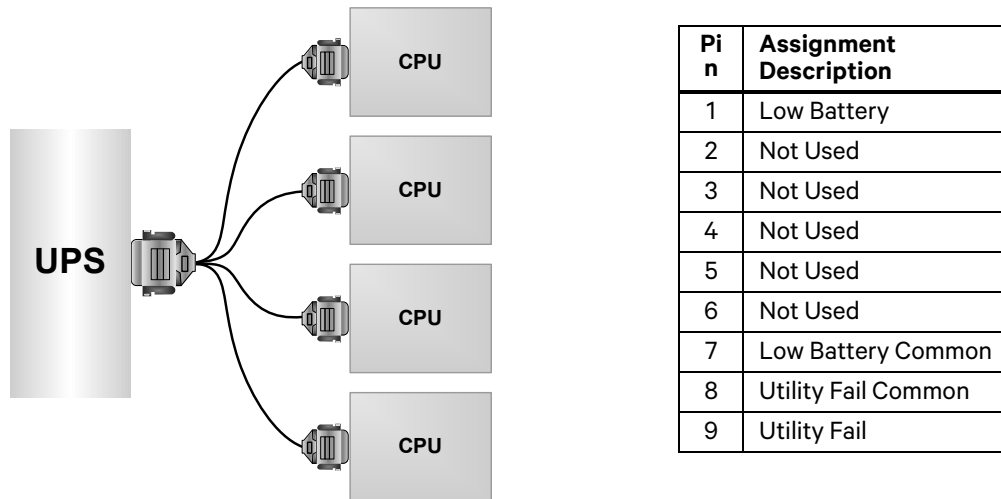 UPS
CPU
CPU
CPU
CPU
Pi
n
Assignment
Description
1 Low Battery
2 Not Used
3 Not Used
4 Not Used
5 Not Used
6 Not Used
7 Low Battery Common
8 Utility Fail Common
9 Utility Fail